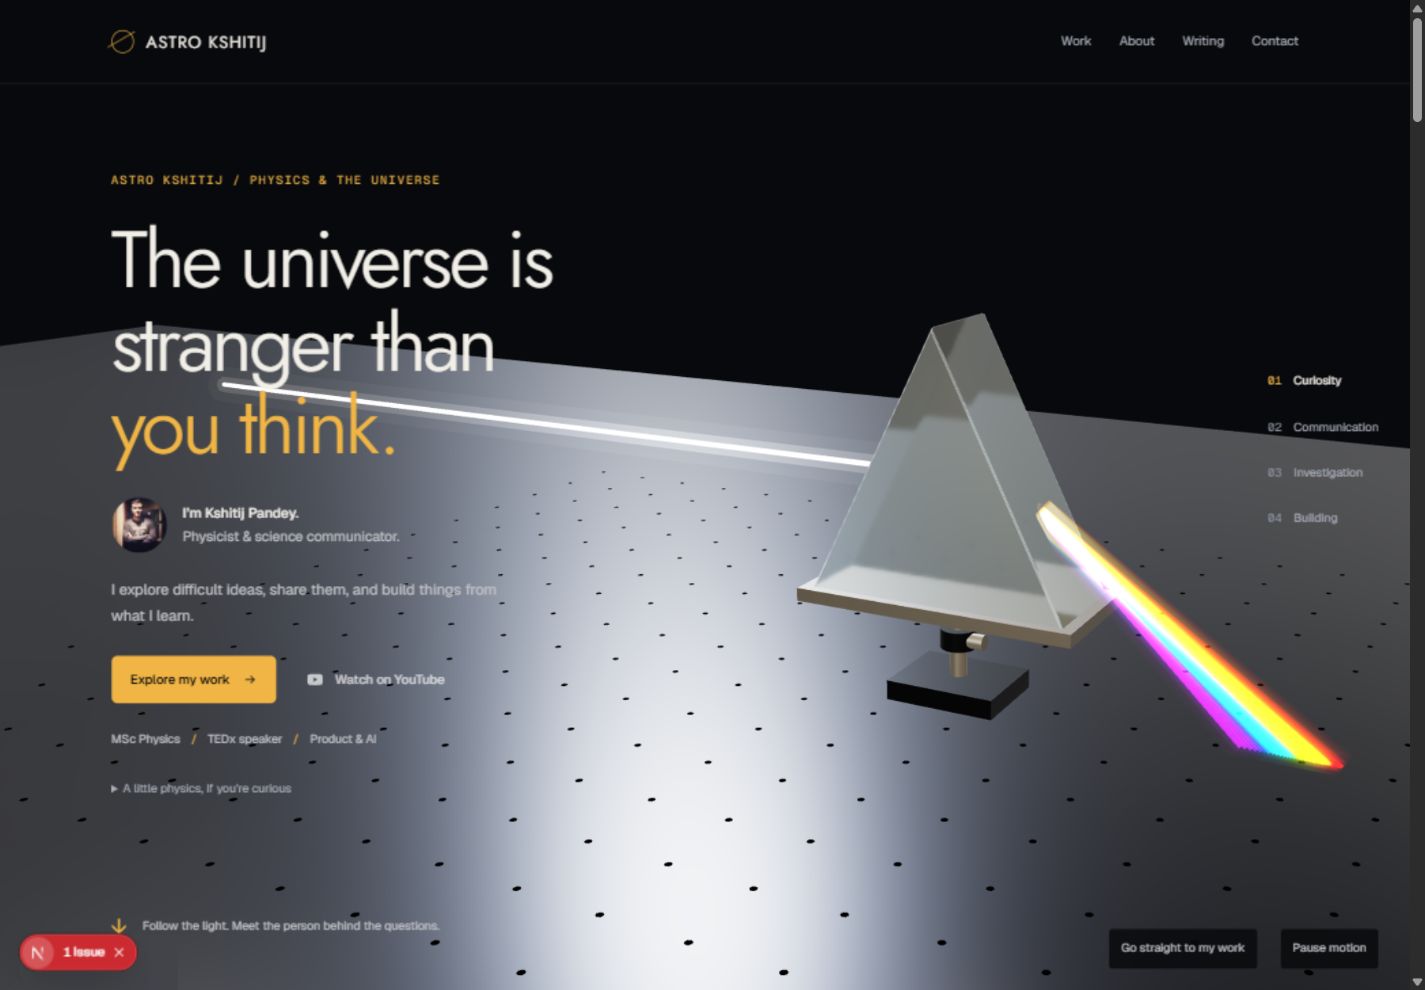 ASTRO KSHITIJ
Work About Writing Contact
ASTRO KSHITIJ / PHYSICS & THE UNIVERSE
The universe is
stranger than
you think.
I'm Kshitij Pandey.
Physicist & science communicator.
I explore difficult ideas, share them, and build things from
what I learn.
Explore my work →
Watch on YouTube
MSc Physics / TEDx speaker / Product & AI
▶ A little physics, if you're curious
01 Curiosity
02 Communication
03 Investigation
04 Building
↓ Follow the light. Meet the person behind the questions.
N 1 Issue ×
Go straight to my work
Pause motion